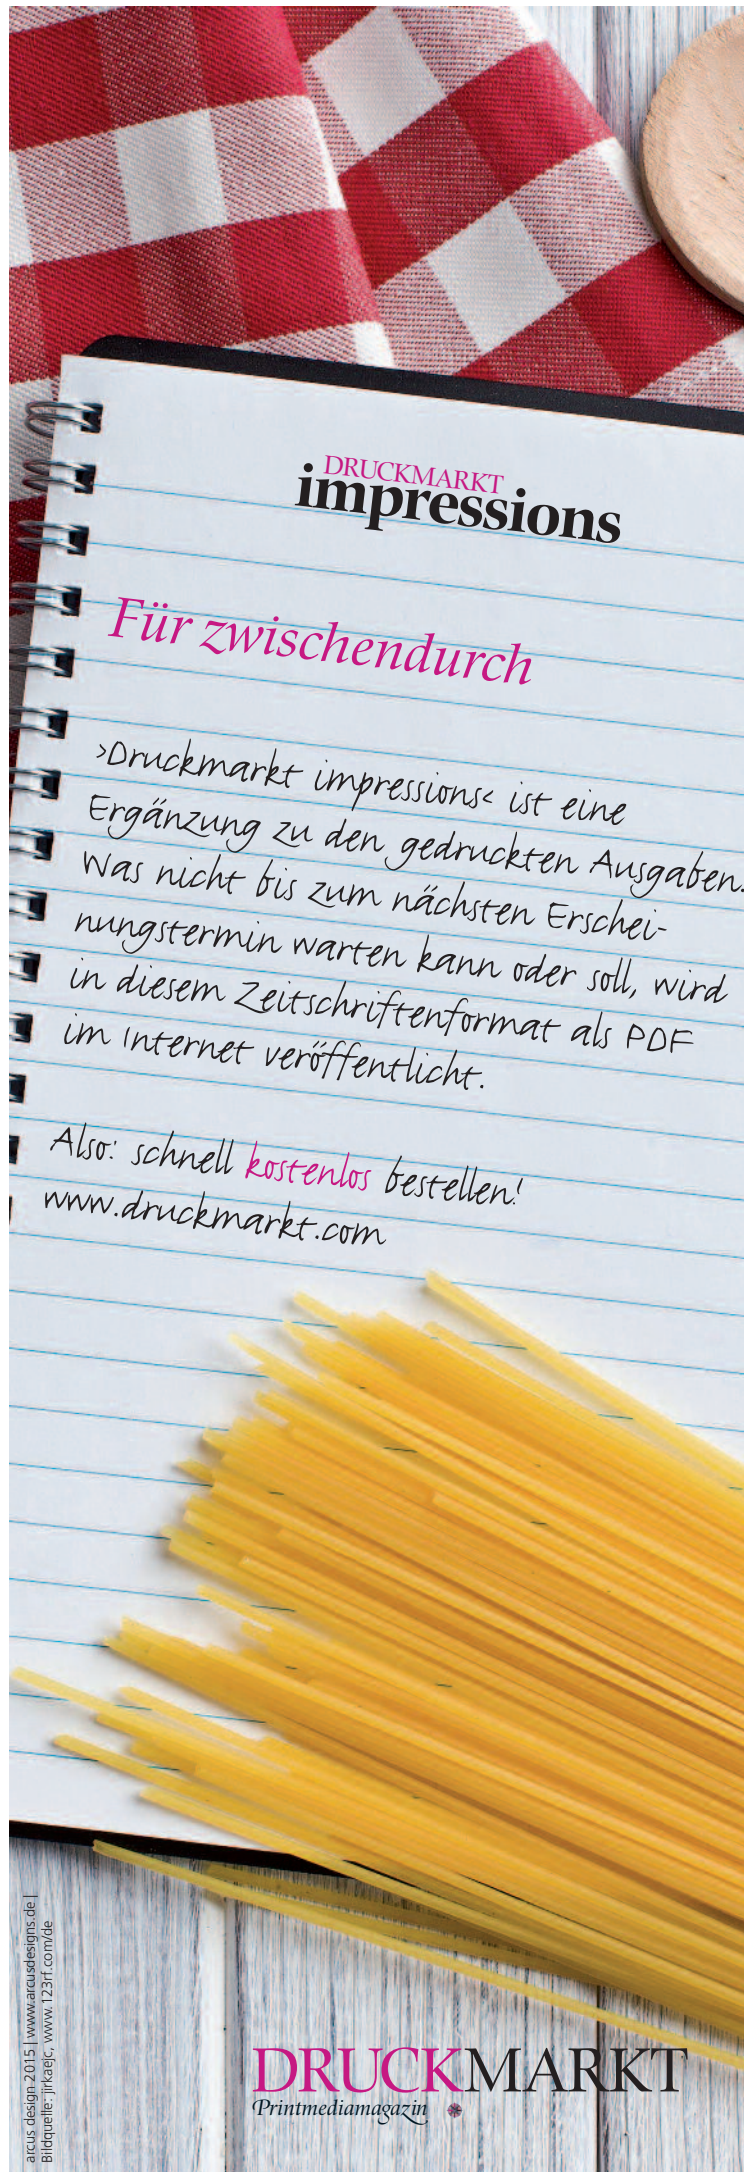 DRUCKMARKT
impressions
Für zwischendurch
›Druckmarkt impressions‹ ist eine
Ergänzung zu den gedruckten Ausgaben.
Was nicht bis zum nächsten Erschei-
nungstermin warten kann oder soll, wird
in diesem Zeitschriftenformat als PDF
im Internet veröffentlicht.
Also: schnell kostenlos bestellen!
www.druckmarkt.com
arcus design 2015 | www.arcusdesigns.de |
Bildquelle: jirkaejc, www.123rf.com/de
DRUCKMARKT
Printmediamagazin